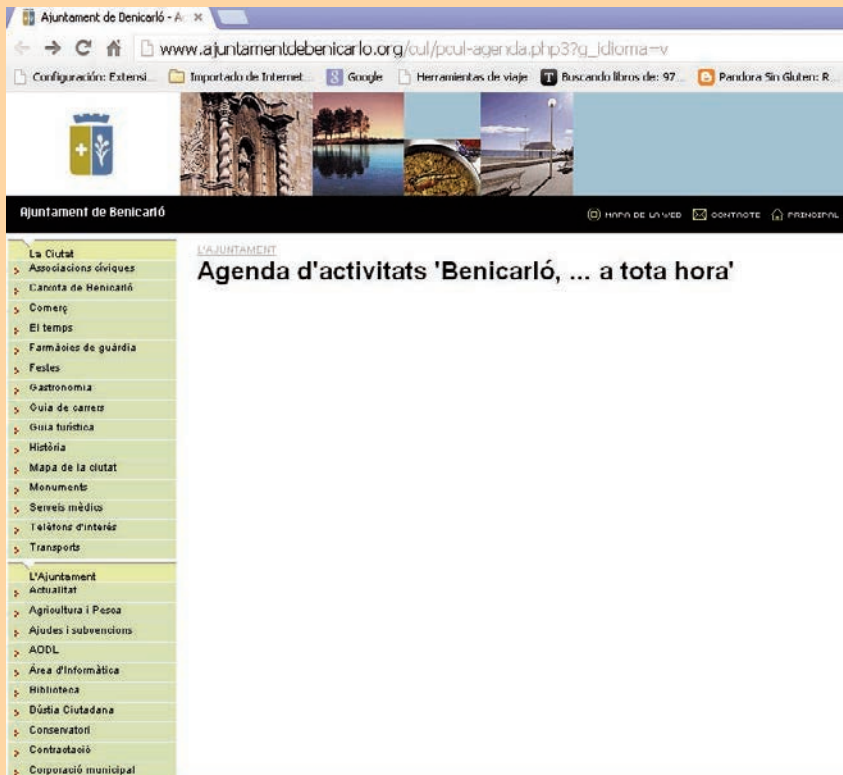 Ajuntament de Benicarló - A
www.ajuntamentdebenicarlo.org/cul/pcul-agenda.php3?g_idioma=v
Configuración: Extensi... Importado de Internet... Google Herramientas de viaje Buscando libros de: 97... Pandora Sin Gluten: R
Ajuntament de Benicarló
MAPA DE LA WEB CONTACTE PRINCIPAL
L'AJUNTAMENT
Agenda d'activitats 'Benicarló, ... a tota hora'
La Ciutat
Associacions cíviques
Carxofa de Benicarló
Comerç
El temps
Farmàcies de guàrdia
Festes
Gastronomia
Guia de carrers
Guia turística
Història
Mapa de la ciutat
Monuments
Serveis mèdics
Telèfons d'interés
Transports
L'Ajuntament
Actualitat
Agricultura i Pesca
Ajudes i subvencions
AODL
Área d'Informàtica
Biblioteca
Bústia Ciutadana
Conservatori
Contractació
Corporació municipal